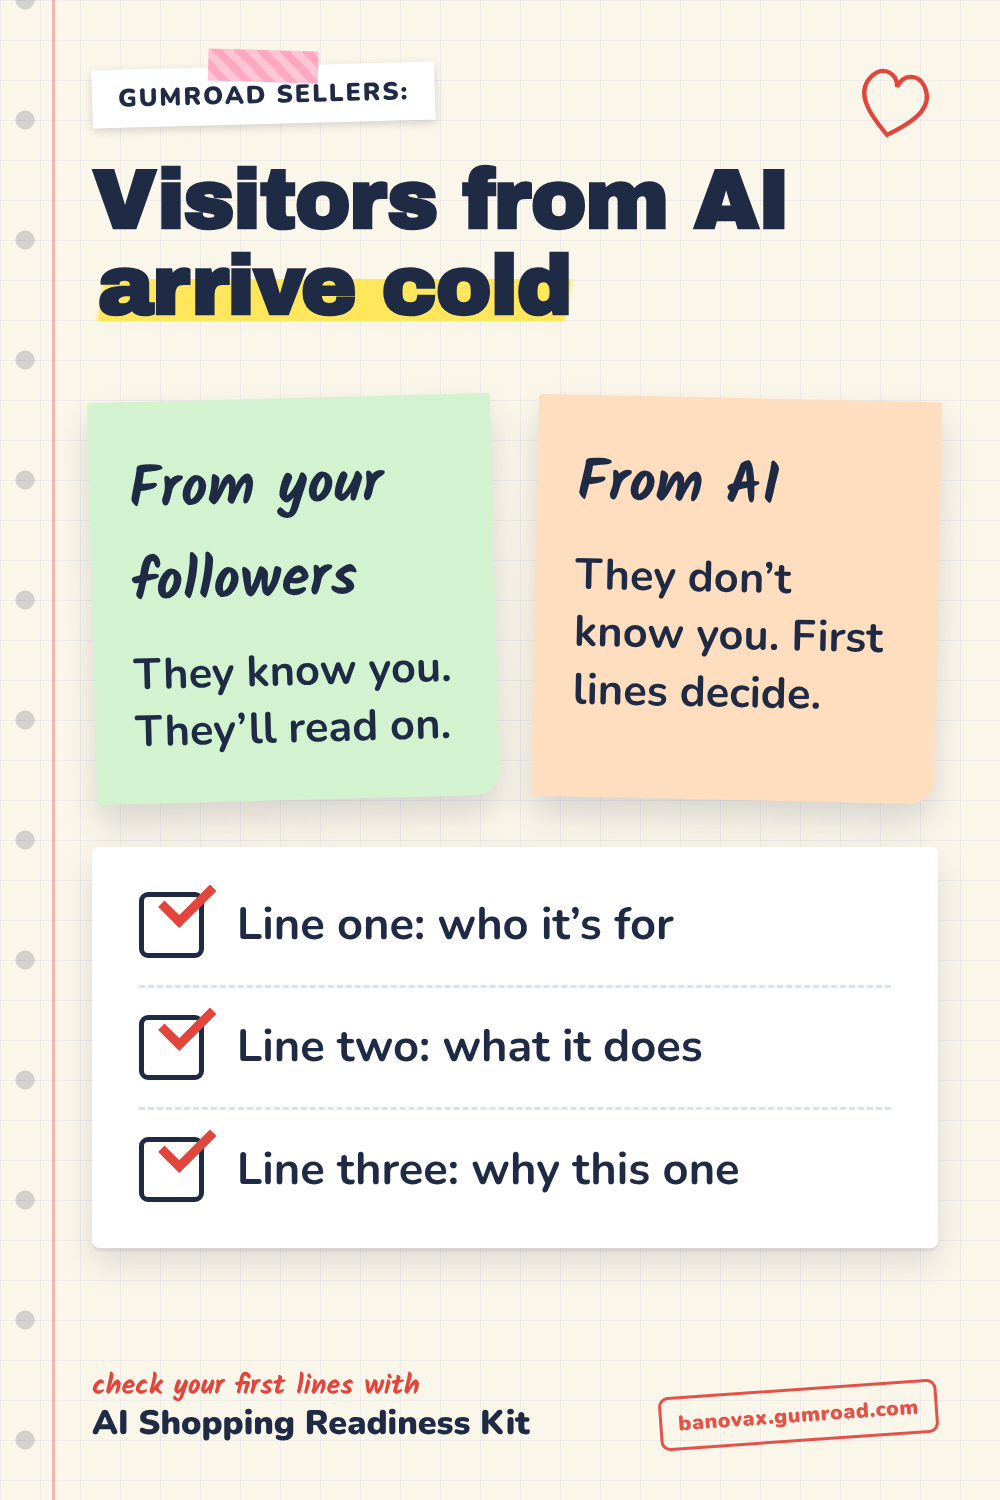 GUMROAD SELLERS:
Visitors from AI
arrive cold
From your
followers
They know you.
They’ll read on.
From AI
They don’t
know you. First
lines decide.
Line one: who it’s for
Line two: what it does
Line three: why this one
check your first lines with
AI Shopping Readiness Kit
banovax.gumroad.com